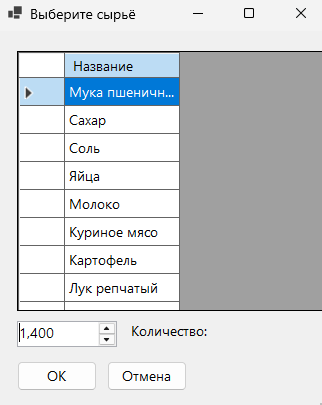 Выберите сырьё
Название
Мука пшеничн...
Сахар
Соль
Яйца
Молоко
Куриное мясо
Картофель
Лук репчатый
1,400
Количество:
OK
Отмена